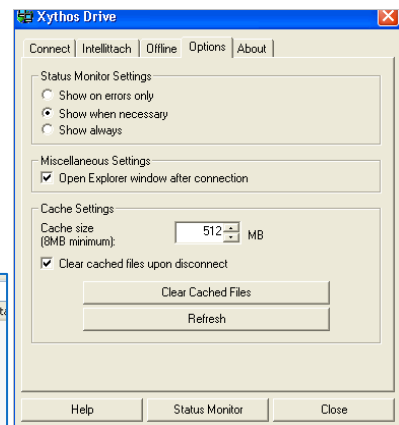 Xythos Drive
Connect Intellittach Offline Options About
Status Monitor Settings
Show on errors only
Show when necessary
Show always
Miscellaneous Settings
Open Explorer window after connection
Cache Settings
Cache size
(8MB minimum):
512 MB
Clear cached files upon disconnect
Clear Cached Files
Refresh
Help Status Monitor Close